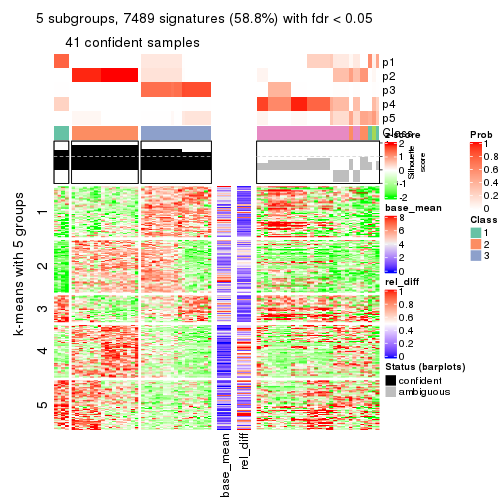 5 subgroups, 7489 signatures (58.8%) with fdr < 0.05
41 confident samples
p1
p2
p3
p4
p5
Class
k-means with 5 groups
1
2
3
4
5
base_mean
rel_diff
Silhouette
score
z-score
2
1
0
-1
-2
base_mean
8
6
4
2
0
rel_diff
1
0.8
0.6
0.4
0.2
0
Status (barplots)
confident
ambiguous
Prob
1
0.8
0.6
0.4
0.2
0
Class
1
2
3